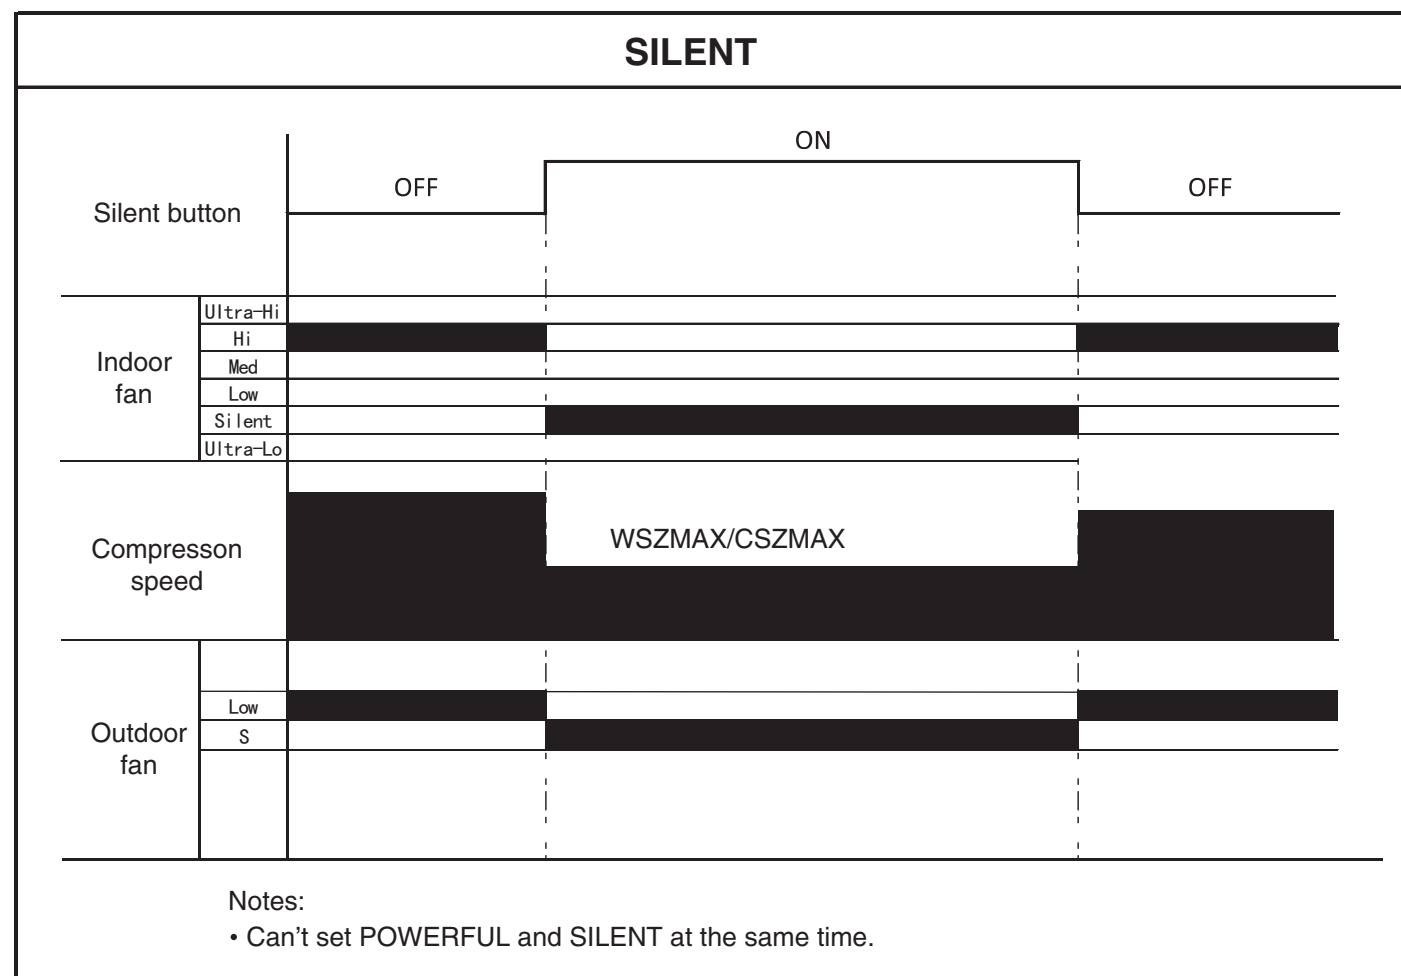 SILENT
ON
OFF
OFF
Silent button
Ultra-Hi
Hi
Indoor
fan
Med
Low
Silent
Ultra-Lo
Compresson
speed
WSZMAX/CSZMAX
Low
Outdoor
fan
S
Notes:
• Can't set POWERFUL and SILENT at the same time.